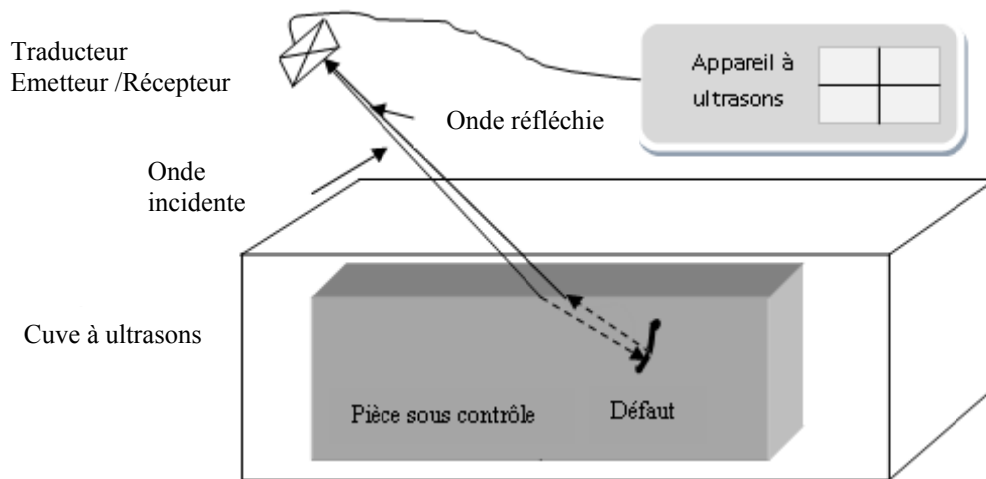 Traducteur
Emetteur /Récepteur
Appareil à
ultrasons
Onde réfléchie
Onde
incidente
Cuve à ultrasons
Pièce sous contrôle
Défaut